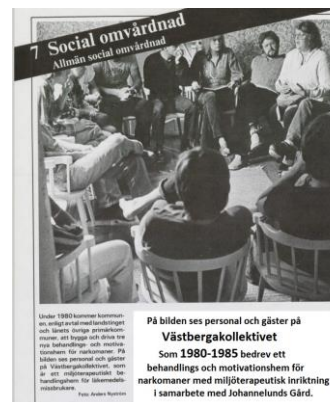 7 Social omvårdnad
Allmän social omvårdnad
Under 1980 kommer kommun-
en, enligt avtal med landstinget
och länets övriga primärkom-
muner, att bygga och driva tre
nya behandlings- och motiva-
tionshem för narkomaner. På
bilden ses personal och gäster
på Västbergakollektivet, som
är ett miljöterapeutiskt be-
handlingshem för läkemedels-
missbrukare.
Foto: Anders Nyström
På bilden ses personal och gäster på
Västbergakollektivet
Som 1980-1985 bedrev ett
behandlings och motivationshem för
narkomaner med miljöterapeutisk inriktning
i samarbete med Johannelunds Gård.